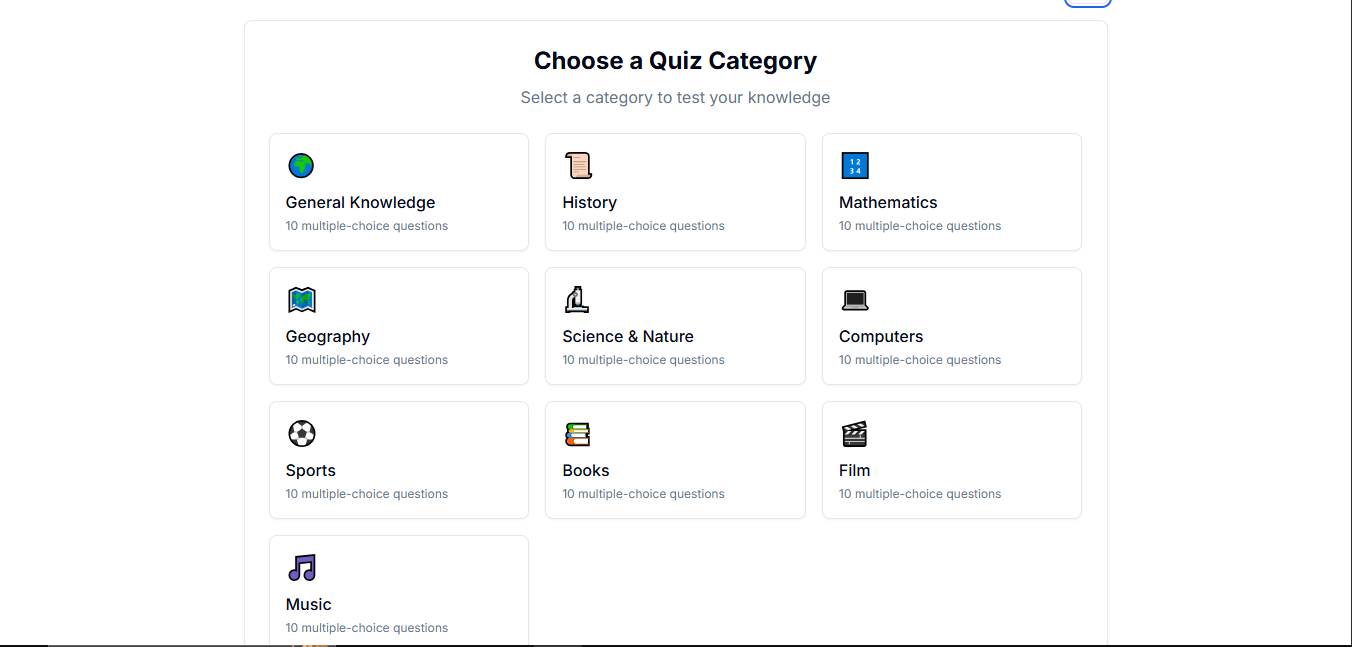 Choose a Quiz Category
Select a category to test your knowledge
General Knowledge
10 multiple-choice questions
History
10 multiple-choice questions
1 2
3 4
Mathematics
10 multiple-choice questions
Geography
10 multiple-choice questions
Science & Nature
10 multiple-choice questions
Computers
10 multiple-choice questions
Sports
10 multiple-choice questions
Books
10 multiple-choice questions
Film
10 multiple-choice questions
Music
10 multiple-choice questions